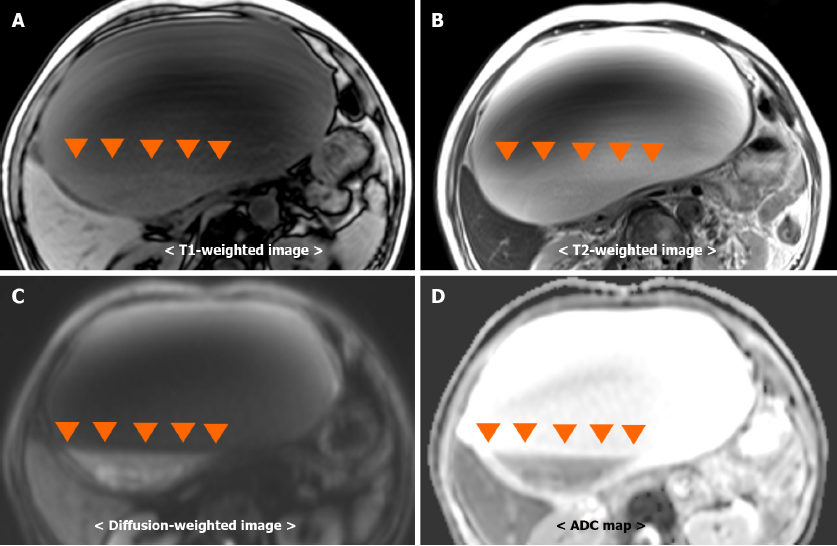 A
B
< T1-weighted image >
< T2-weighted image >
C
D
< Diffusion-weighted image >
< ADC map >